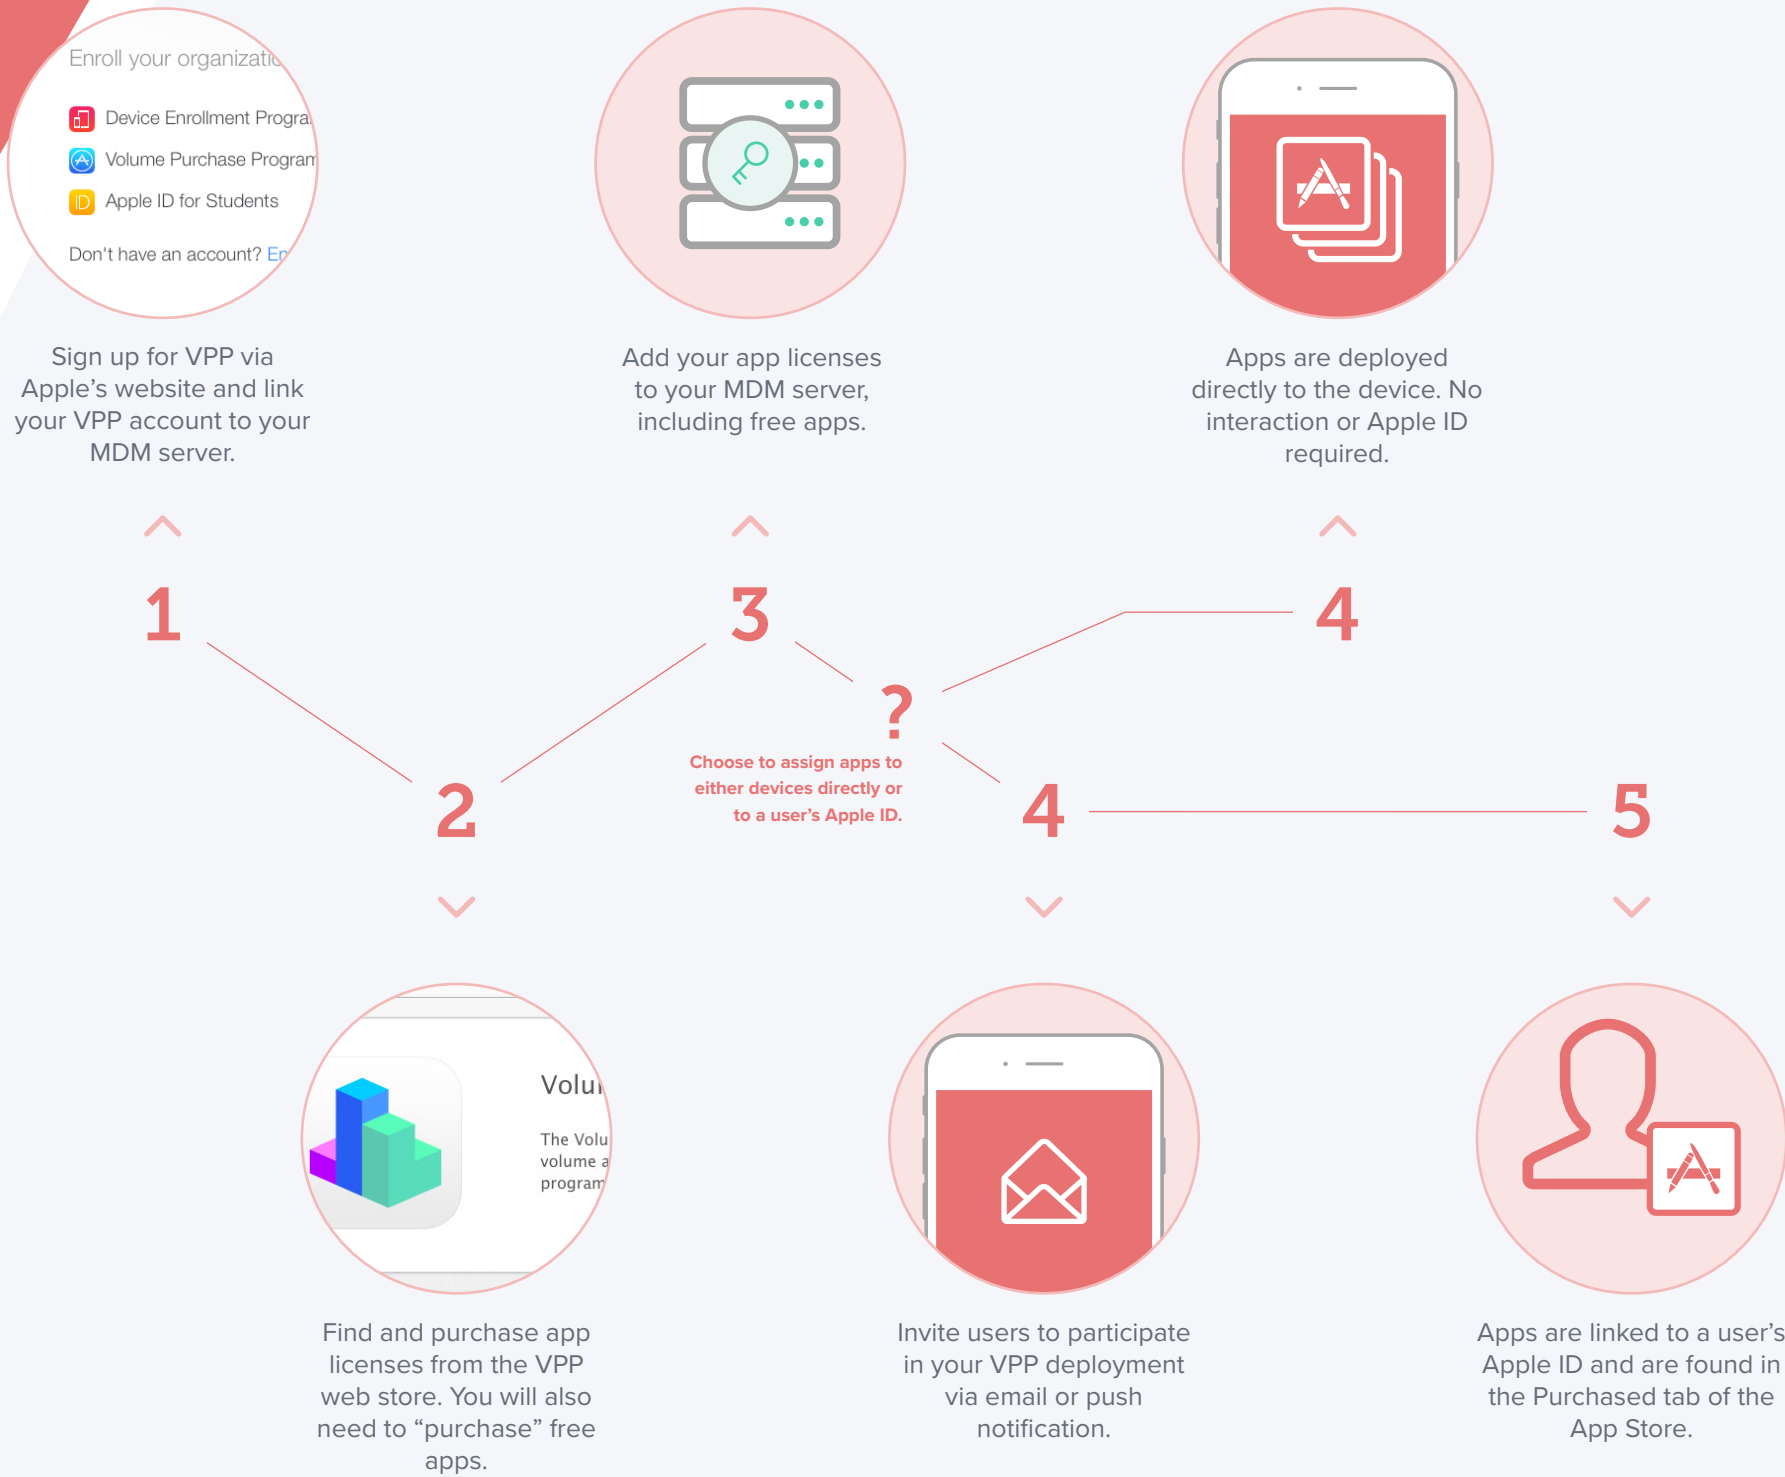 Enroll your
Device Enrollment
Volume Purchase Program
Apple ID for Students
Don't have an account?
Sign up for VPP via
Apple’s website and link
your VPP account to your
MDM server.
Add your app licenses
to your MDM server,
including free apps.
Apps are deployed
directly to the device. No
interaction or Apple ID
required.
1
3
4
?
Choose to assign apps to
either devices directly or
to a user’s Apple ID.
2
4
5
The
volume
program
Find and purchase app
licenses from the VPP
web store. You will also
need to “purchase” free
apps.
Invite users to participate
in your VPP deployment
via email or push
notification.
Apps are linked to a user’s
Apple ID and are found in
the Purchased tab of the
App Store.